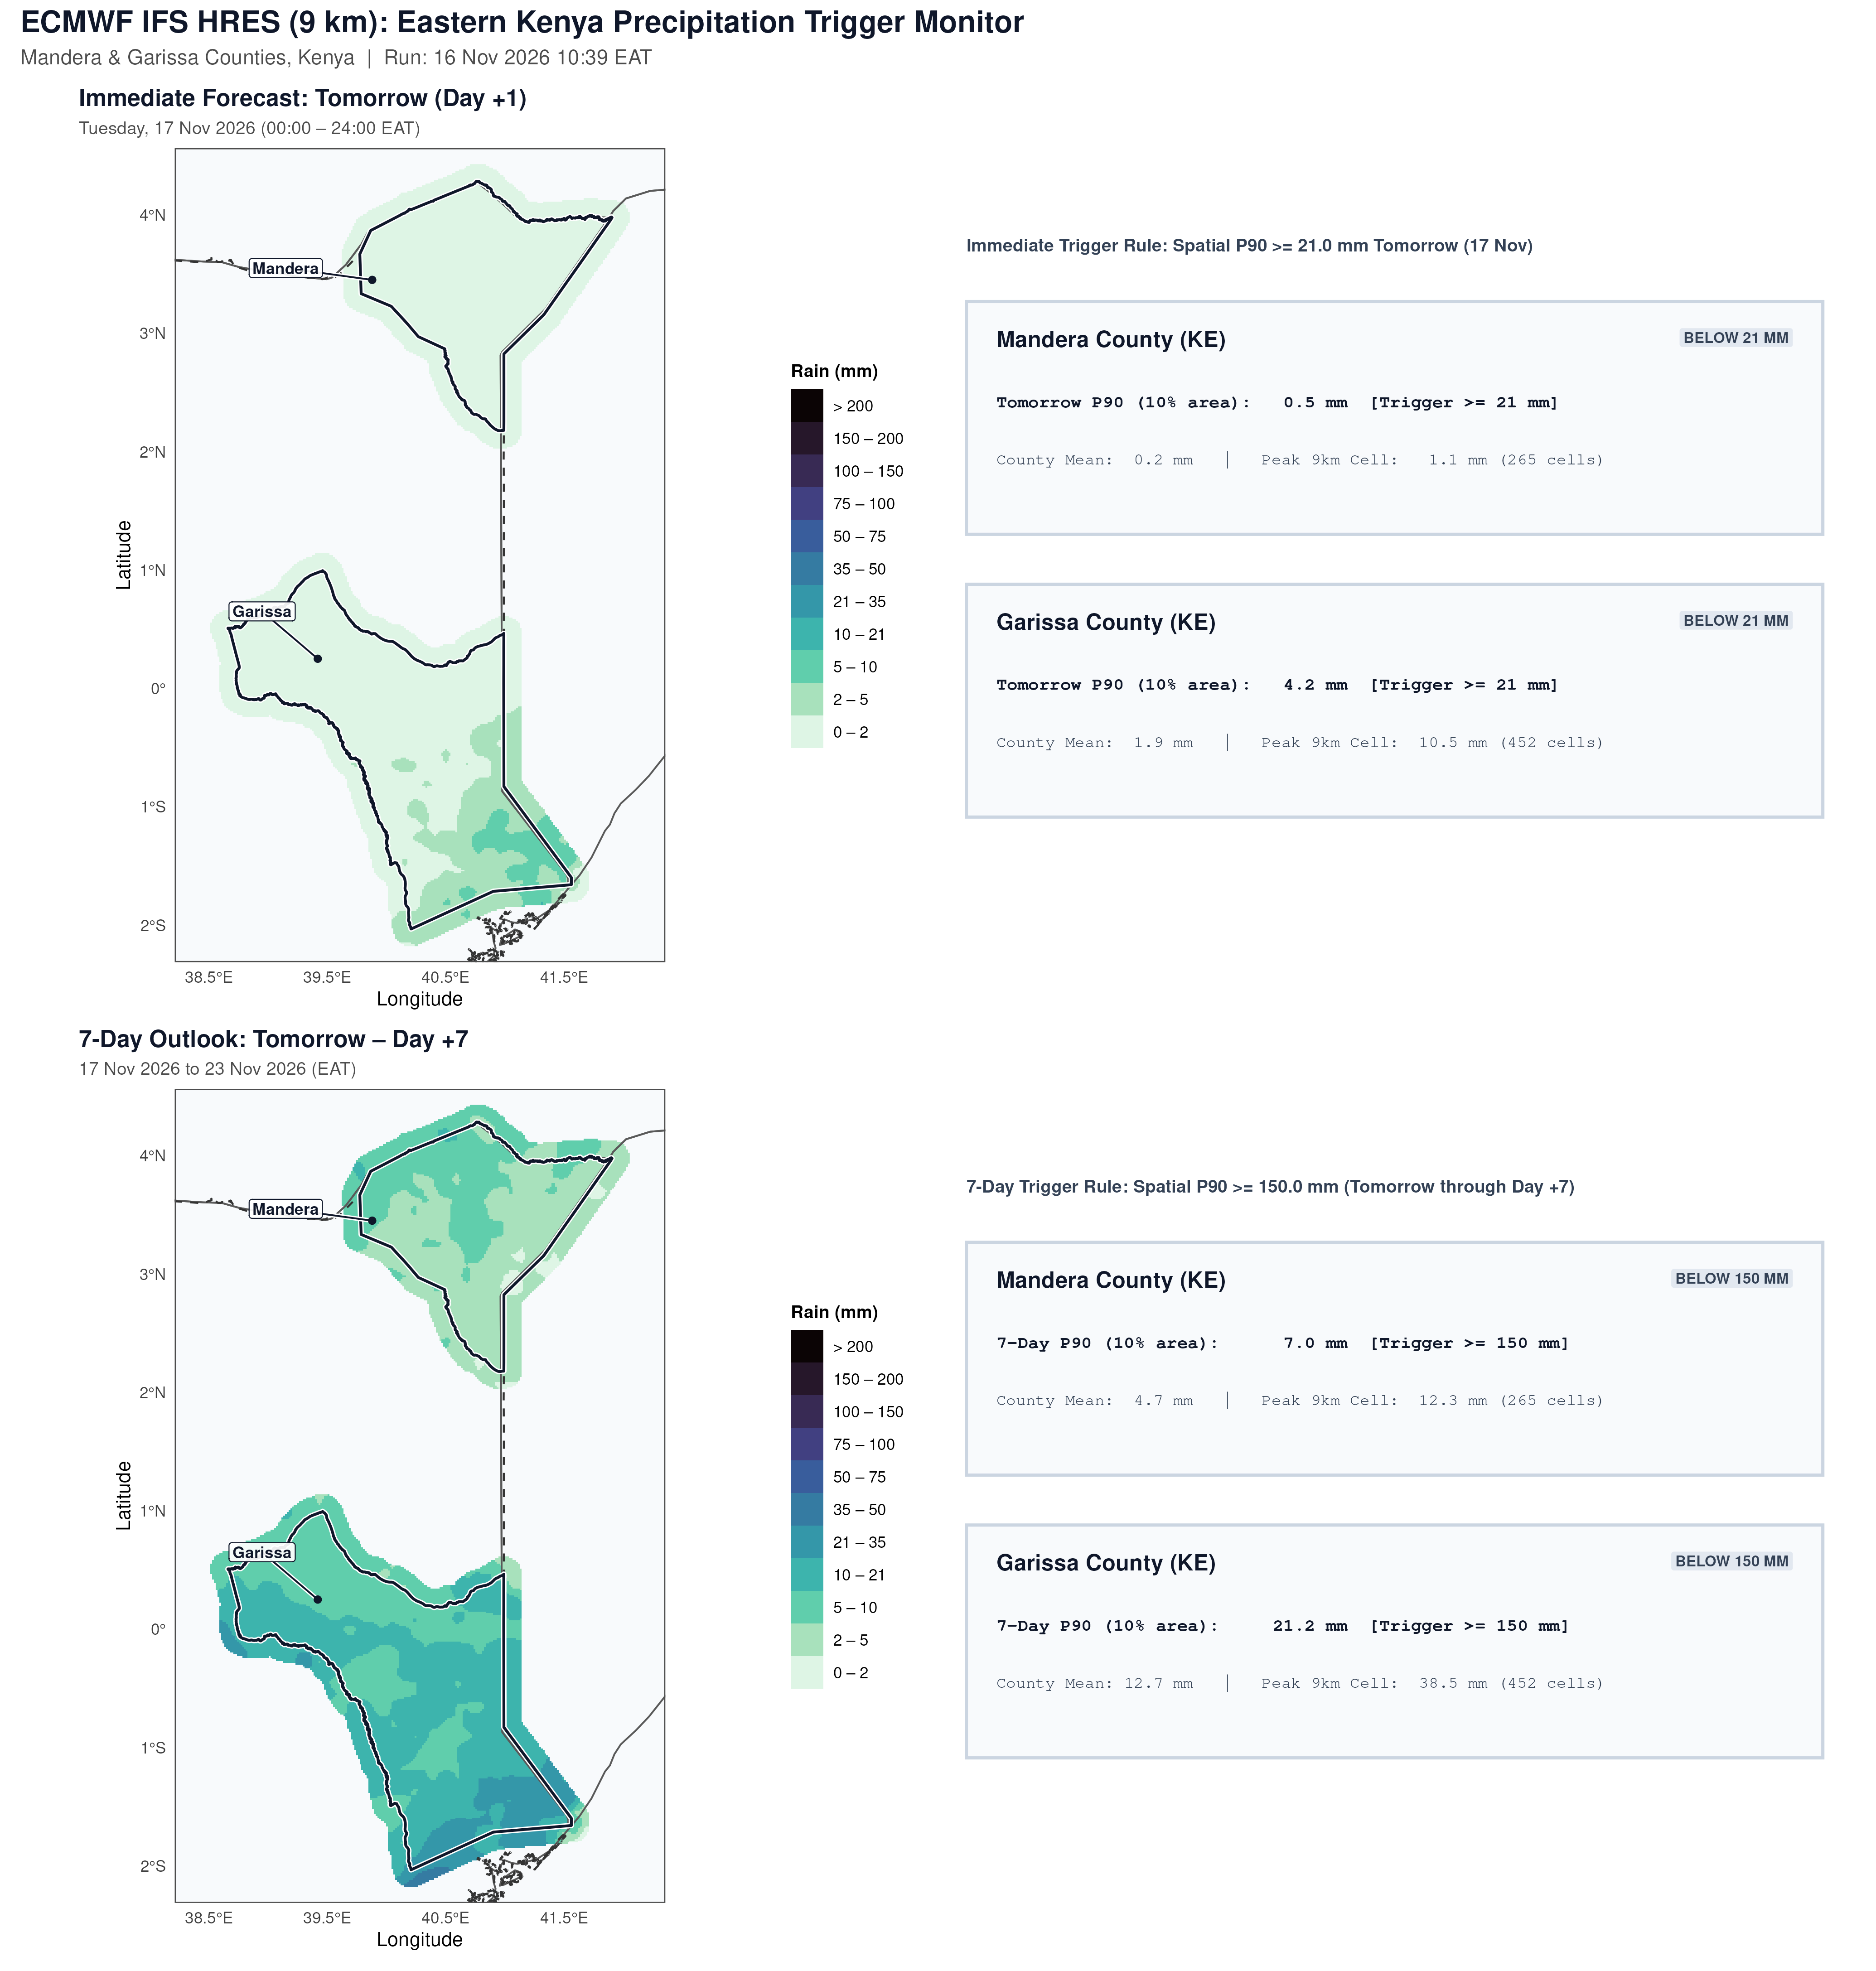 ECMWF IFS HRES (9 km): Eastern Kenya Precipitation Trigger Monitor
Mandera & Garissa Counties, Kenya | Run: 16 Nov 2026 10:39 EAT
Immediate Forecast: Tomorrow (Day +1)
Tuesday, 17 Nov 2026 (00:00 – 24:00 EAT)
4°N
3°N
2°N
1°N
0°
1°S
2°S
Latitude
Mandera
Garissa
38.5°E 39.5°E 40.5°E 41.5°E
Longitude
Rain (mm)
> 200
150 – 200
100 – 150
75 – 100
50 – 75
35 – 50
21 – 35
10 – 21
5 – 10
2 – 5
0 – 2
Immediate Trigger Rule: Spatial P90 >= 21.0 mm Tomorrow (17 Nov)
Mandera County (KE) BELOW 21 MM
Tomorrow P90 (10% area): 0.5 mm [Trigger >= 21 mm]
County Mean: 0.2 mm | Peak 9km Cell: 1.1 mm (265 cells)
Garissa County (KE) BELOW 21 MM
Tomorrow P90 (10% area): 4.2 mm [Trigger >= 21 mm]
County Mean: 1.9 mm | Peak 9km Cell: 10.5 mm (452 cells)
7-Day Outlook: Tomorrow – Day +7
17 Nov 2026 to 23 Nov 2026 (EAT)
4°N
3°N
2°N
1°N
0°
1°S
2°S
Latitude
Mandera
Garissa
38.5°E 39.5°E 40.5°E 41.5°E
Longitude
Rain (mm)
> 200
150 – 200
100 – 150
75 – 100
50 – 75
35 – 50
21 – 35
10 – 21
5 – 10
2 – 5
0 – 2
7-Day Trigger Rule: Spatial P90 >= 150.0 mm (Tomorrow through Day +7)
Mandera County (KE) BELOW 150 MM
7−Day P90 (10% area): 7.0 mm [Trigger >= 150 mm]
County Mean: 4.7 mm | Peak 9km Cell: 12.3 mm (265 cells)
Garissa County (KE) BELOW 150 MM
7−Day P90 (10% area): 21.2 mm [Trigger >= 150 mm]
County Mean: 12.7 mm | Peak 9km Cell: 38.5 mm (452 cells)